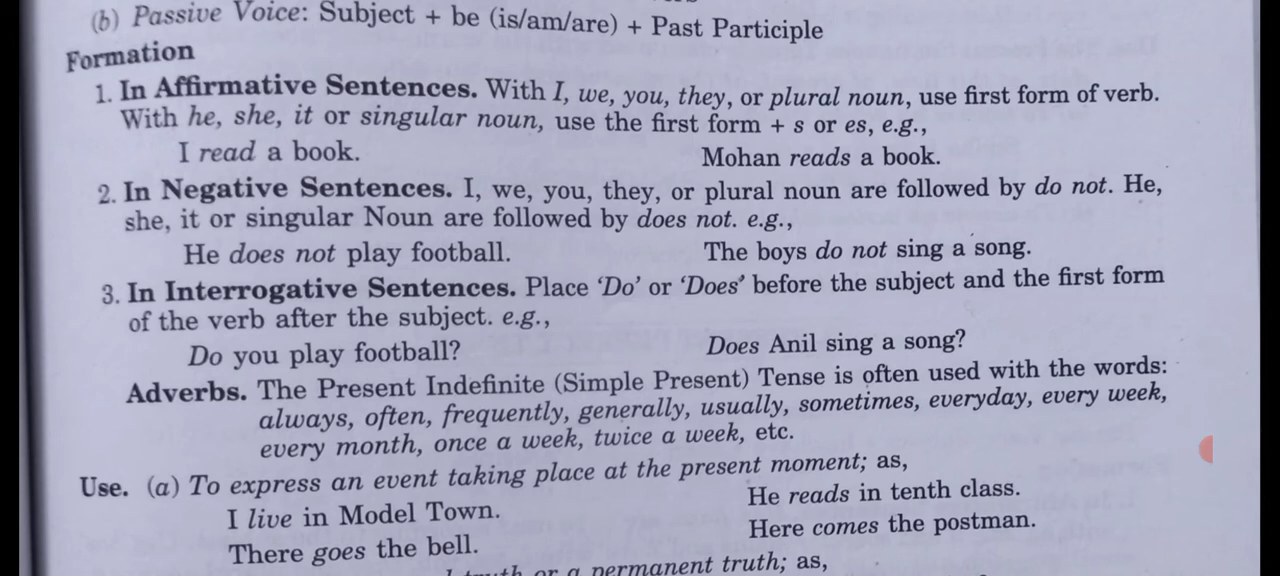 (b) Passive Voice: Subject + be (is/am/are) + Past Participle
Formation
1. In Affirmative Sentences. With I, we, you, they, or plural noun, use first form of verb.
With he, she, it or singular noun, use the first form + s or es, e.g.,
I read a book. Mohan reads a book.
2. In Negative Sentences. I, we, you, they, or plural noun are followed by do not. He,
she, it or singular Noun are followed by does not. e.g.,
He does not play football. The boys do not sing a song.
3. In Interrogative Sentences. Place 'Do' or 'Does' before the subject and the first form
of the verb after the subject. e.g.,
Do you play football? Does Anil sing a song?
Adverbs. The Present Indefinite (Simple Present) Tense is often used with the words:
always, often, frequently, generally, usually, sometimes, everyday, every week,
every month, once a week, twice a week, etc.
Use. (a) To express an event taking place at the present moment; as,
I live in Model Town. He reads in tenth class.
There goes the bell. Here comes the postman.
truth or a permanent truth; as,